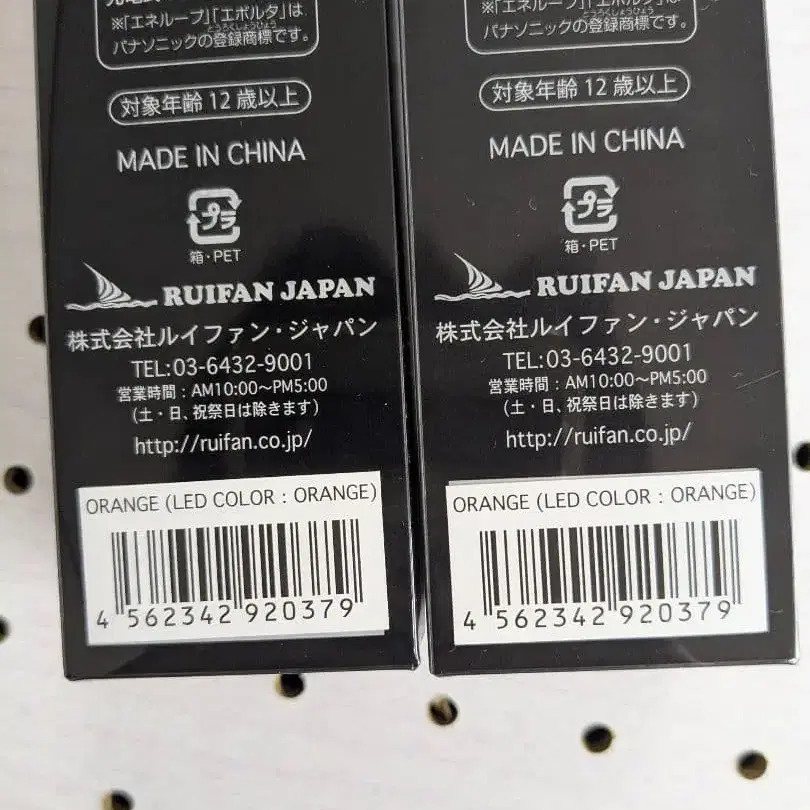 ※「エネループ」「エボルタ」は
パナソニックの登録商標です。
対象年齢 12 歳以上
MADE IN CHINA
プラ
箱・PET
RUIFAN JAPAN
株式会社ルイファン・ジャパン
TEL:03-6432-9001
営業時間：AM10:00～PM5:00
（土・日、祝祭日は除きます）
http://ruifan.co.jp/
ORANGE (LED COLOR : ORANGE)
4 562342 920379
※「エネループ」「エボルタ」は
パナソニックの登録商標です。
対象年齢 12 歳以上
MADE IN CHINA
プラ
箱・PET
RUIFAN JAPAN
株式会社ルイファン・ジャパン
TEL:03-6432-9001
営業時間：AM10:00～PM5:00
（土・日、祝祭日は除きます）
http://ruifan.co.jp/
ORANGE (LED COLOR : ORANGE)
4 562342 920379